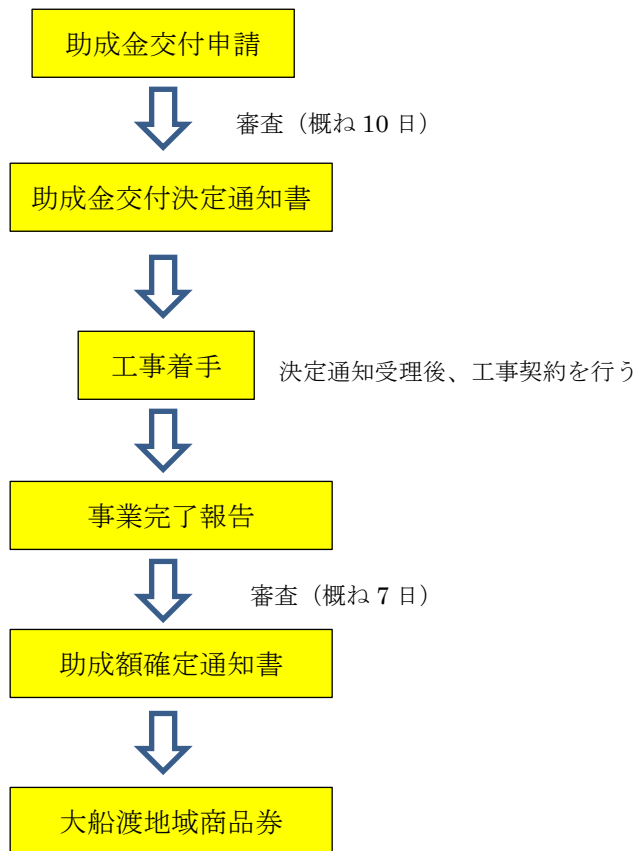 助成金交付申請
審査（概ね 10 日）
助成金交付決定通知書
工事着手
決定通知受理後、工事契約を行う
事業完了報告
審査（概ね 7 日）
助成額確定通知書
大船渡地域商品券